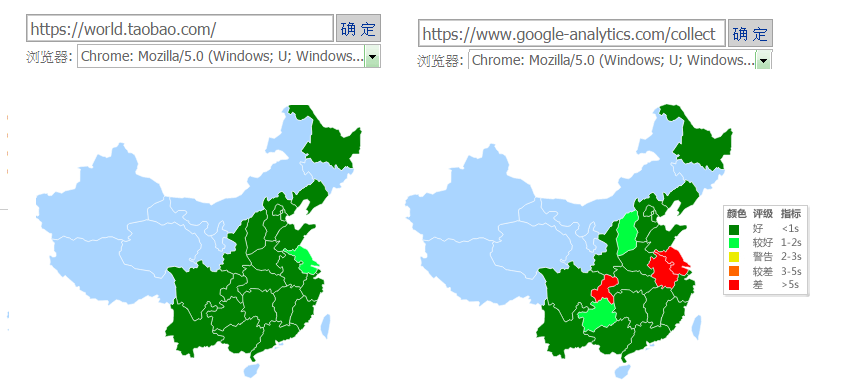 https://world.taobao.com/
确 定
浏览器: Chrome: Mozilla/5.0 (Windows; U; Windows...
https://www.google-analytics.com/collect
确 定
浏览器: Chrome: Mozilla/5.0 (Windows; U; Windows...
颜色 评级 指标
好 <1s
较好 1-2s
警告 2-3s
较差 3-5s
差 >5s